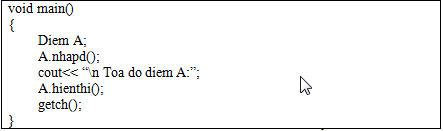 void main()
{
Diem A;
A.nhapd();
cout<< “\n Toa do diem A:”;
A.hienthi();
getch();
}